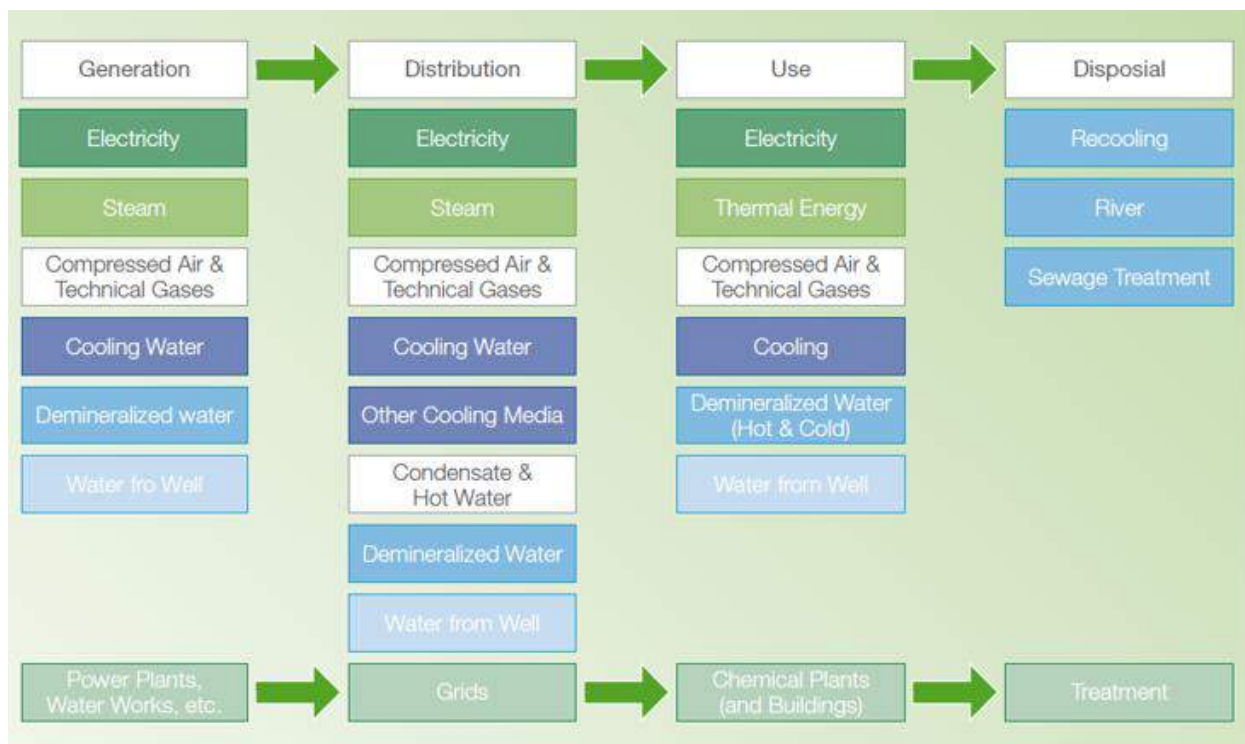 Generation
Distribution
Use
Disposial
Electricity
Electricity
Electricity
Recooling
Steam
Steam
Thermal Energy
River
Compressed Air &
Technical Gases
Compressed Air &
Technical Gases
Compressed Air &
Technical Gases
Sewage Treatment
Cooling Water
Cooling Water
Cooling
Demineralized water
Other Cooling Media
Demineralized Water
(Hot & Cold)
Water fro Well
Condensate &
Hot Water
Water from Well
Demineralized Water
Water from Well
Power Plants,
Water Works, etc.
Grids
Chemical Plants
(and Buildings)
Treatment